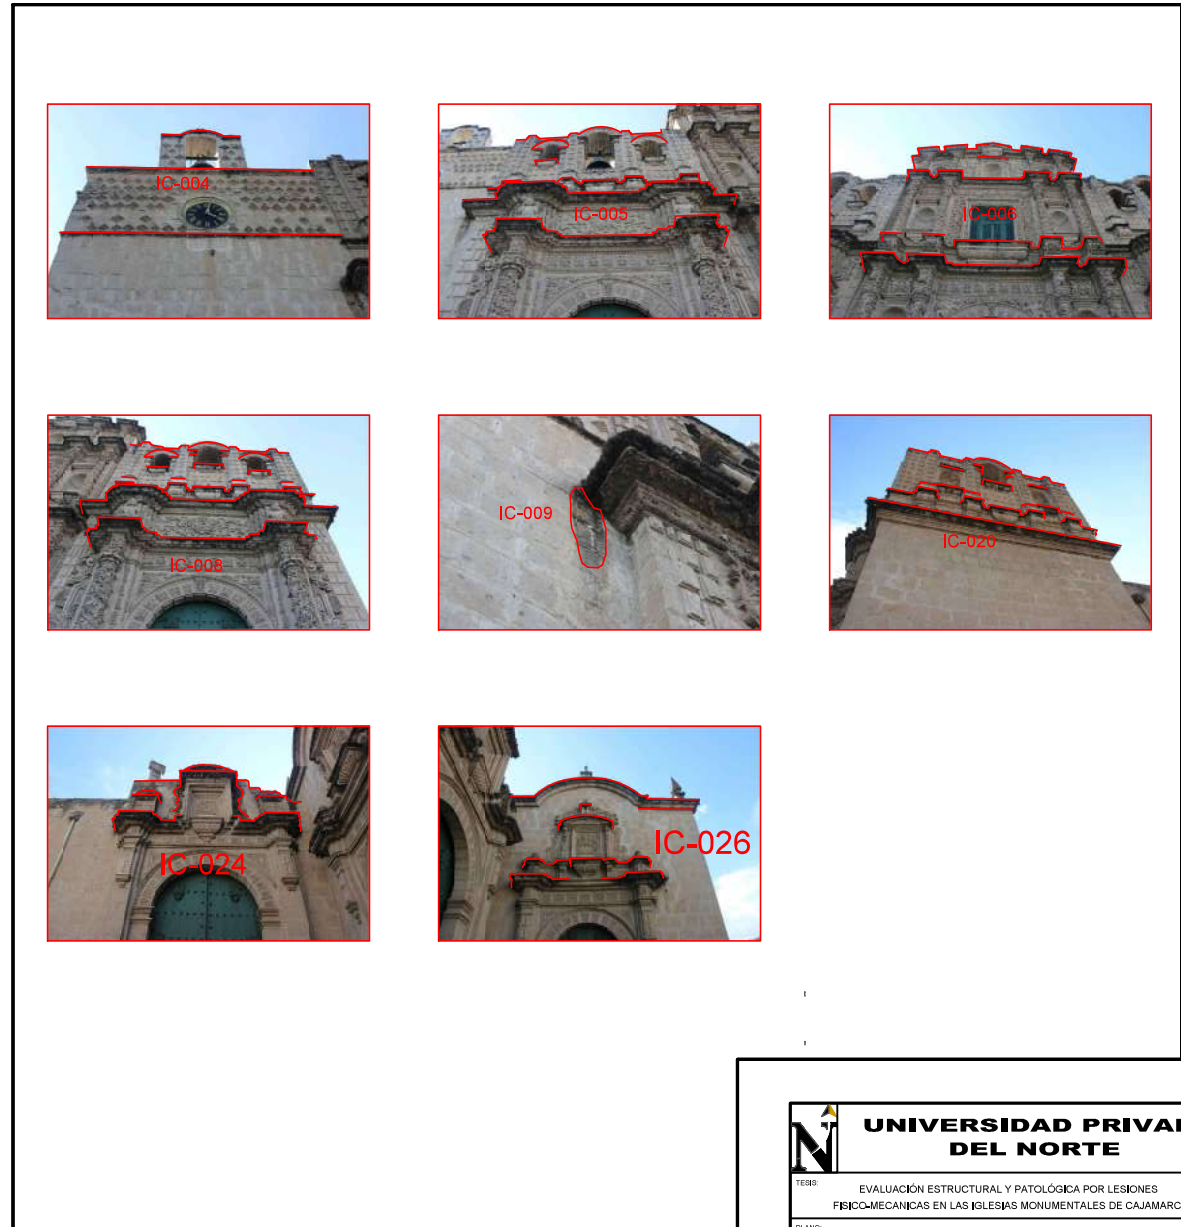 IC-004
IC-005
IC-006
IC-008
IC-009
IC-020
IC-024
IC-026
UNIVERSIDAD PRIVA
DEL NORTE
TESIS:
EVALUACIÓN ESTRUCTURAL Y PATOLÓGICA POR LESIONES
FISICO-MECANICAS EN LAS IGLESIAS MONUMENTALES DE CAJAMARC